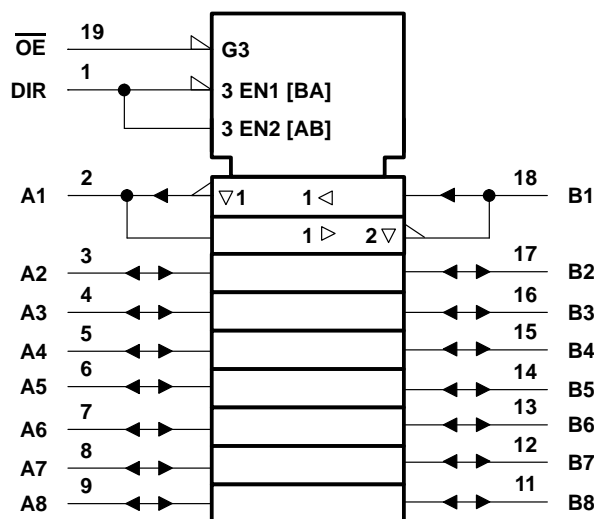 OE 19 G3
DIR 1 3 EN1 [BA]
3 EN2 [AB]
A1 2 ▽1 1 ◁ 18 B1
1 ▷ 2 ▽
A2 3 17 B2
A3 4 16 B3
A4 5 15 B4
A5 6 14 B5
A6 7 13 B6
A7 8 12 B7
A8 9 11 B8